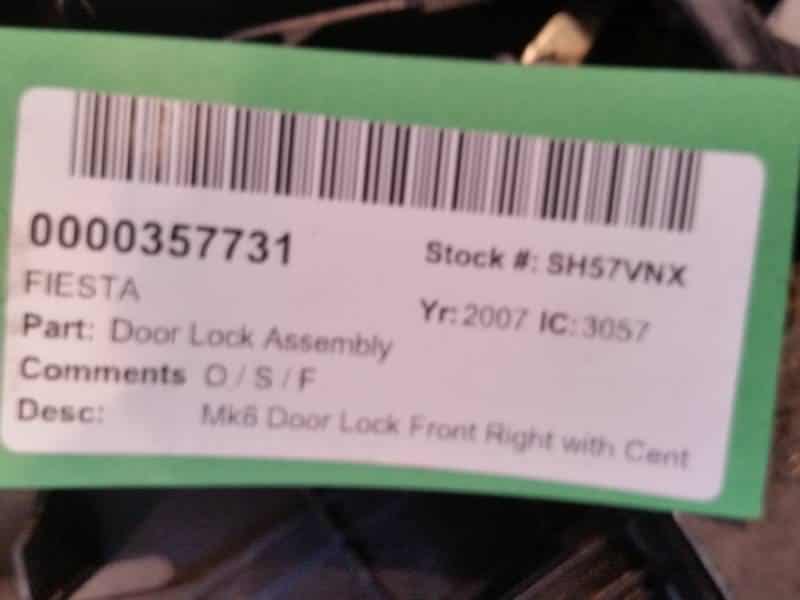 0000357731
Stock #: SH57VNX
FIESTA
Yr: 2007 IC: 3057
Part: Door Lock Assembly
Comments O / S / F
Desc: Mk6 Door Lock Front Right with Cent